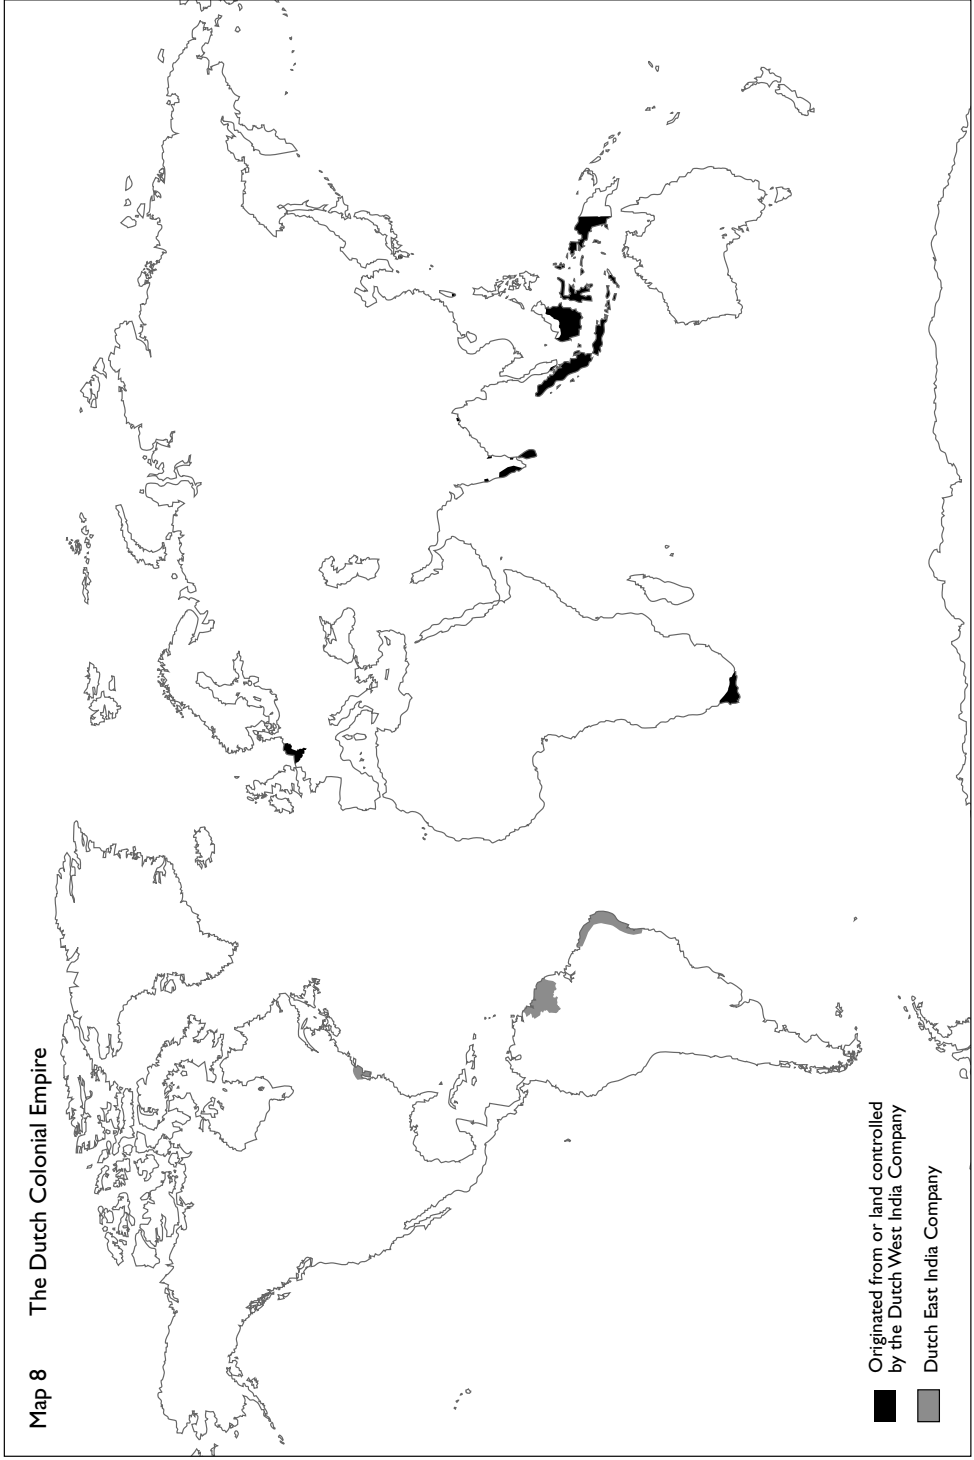 Map 8 The Dutch Colonial Empire
Originated from or land controlled
by the Dutch West India Company
Dutch East India Company